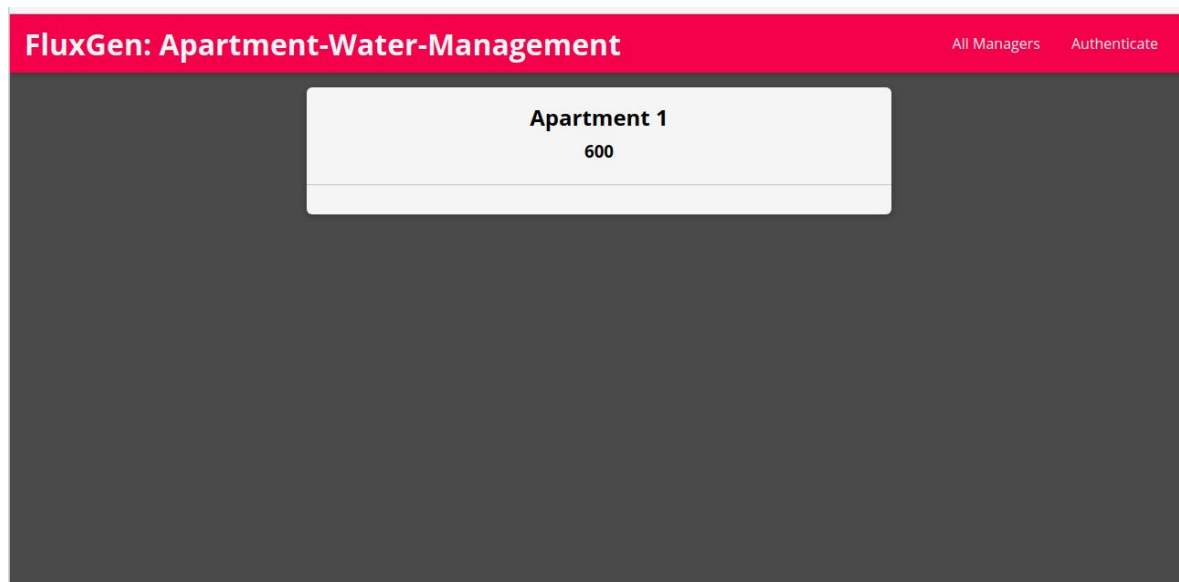 FluxGen: Apartment-Water-Management
All Managers
Authenticate
Apartment 1
600